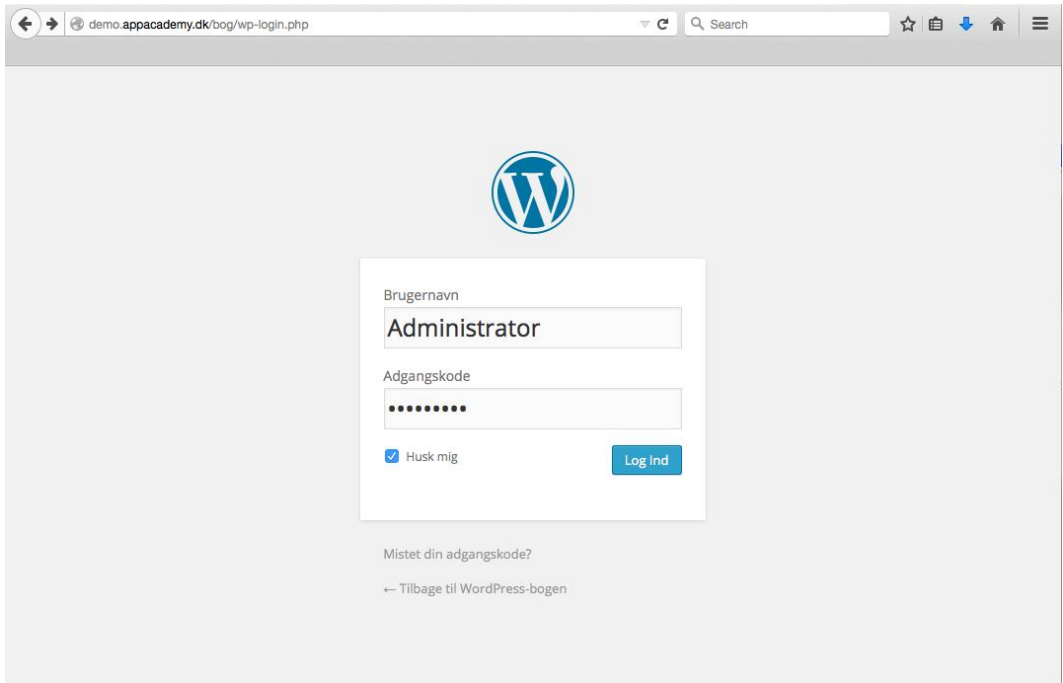 demo.appacademy.dk/bog/wp-login.php
Search
Brugernavn
Administrator
Adgangskode
•••••••••
Husk mig
Log Ind
Mistet din adgangskode?
← Tilbage til WordPress-bogen